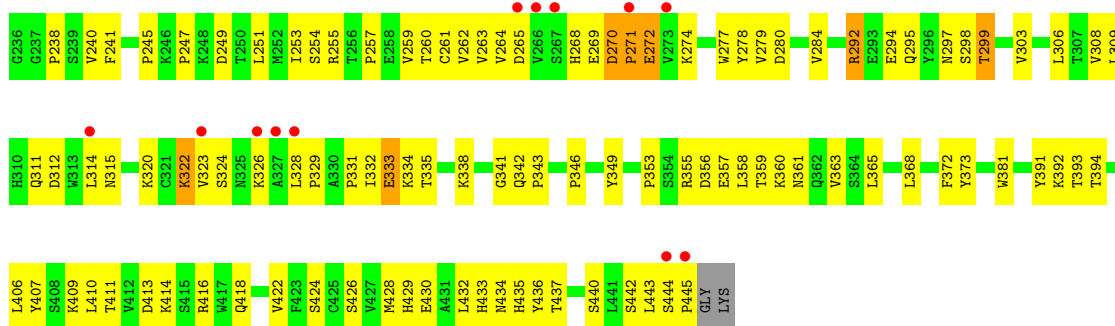 G236 G237 P238 S239 V240 F241 P245 K246 P247 K248 D249 T250 L251 M252 I253 S254 R255 T256 P257 E258 V259 T260 C261 V262 V263 V264 D265 V266 S267 H268 E269 D270 P271 E272 V273 K274 W277 Y278 V279 D280 V284 R292 E293 E294 Q295 Y296 N297 S298 T299 V303 L306 T307 V308 L309
H310 Q311 D312 W313 L314 N315 K320 C321 K322 V323 S324 N325 K326 A327 L328 P329 A330 P331 I332 E333 K334 T335 K338 G341 Q342 P343 P346 Y349 P353 S354 R355 D356 E357 L358 T359 K360 N361 Q362 V363 S364 L365 L368 F372 Y373 W381 Y391 K392 T393 T394
L406 Y407 S408 K409 L410 T411 V412 D413 K414 S415 R416 W417 Q418 V422 F423 S424 C425 S426 V427 M428 H429 E430 A431 L432 H433 N434 H435 Y436 T437 S440 L441 S442 L443 S444 P445 GLY LYS